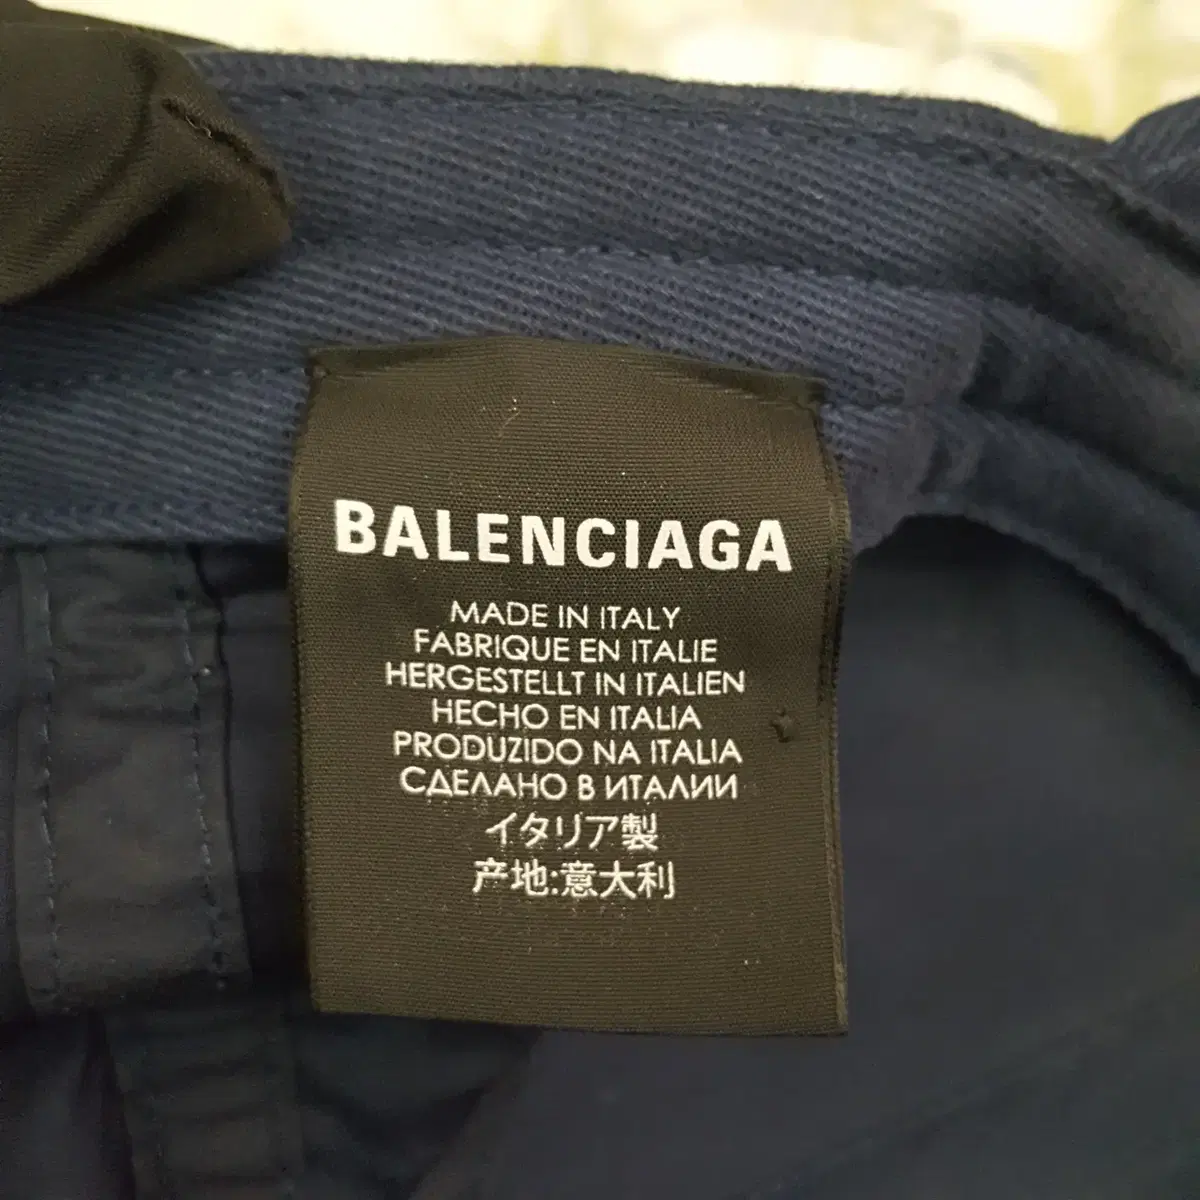 BALENCIAGA
MADE IN ITALY
FABRIQUE EN ITALIE
HERGESTELLT IN ITALIEN
HECHO EN ITALIA
PRODUZIDO NA ITALIA
СДЕЛАНО В ИТАЛИИ
イタリア製
产地:意大利